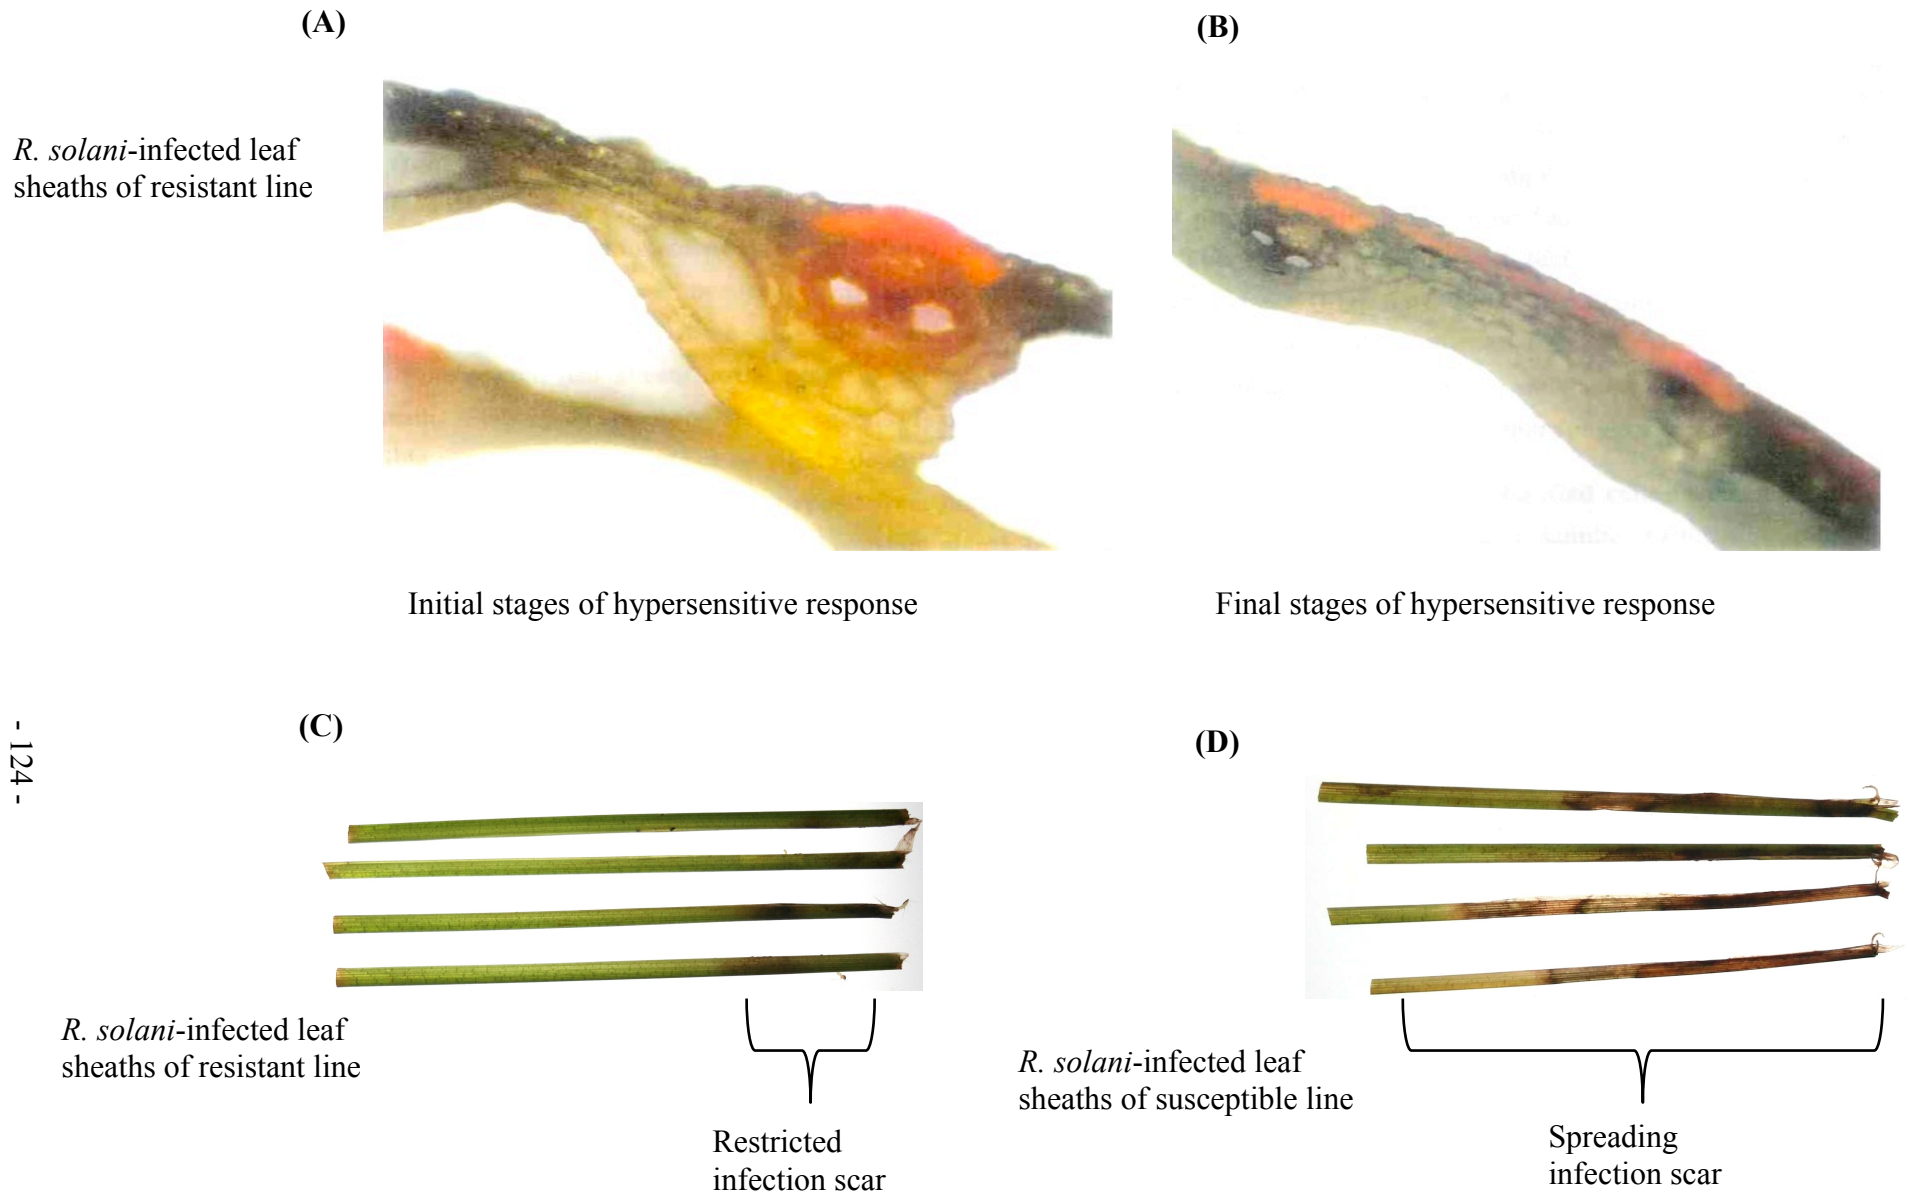 (A)
(B)
R. solani-infected leaf
sheaths of resistant line
Initial stages of hypersensitive response
Final stages of hypersensitive response
- 124 -
(C)
(D)
R. solani-infected leaf
sheaths of resistant line
R. solani-infected leaf
sheaths of susceptible line
Restricted
infection scar
Spreading
infection scar